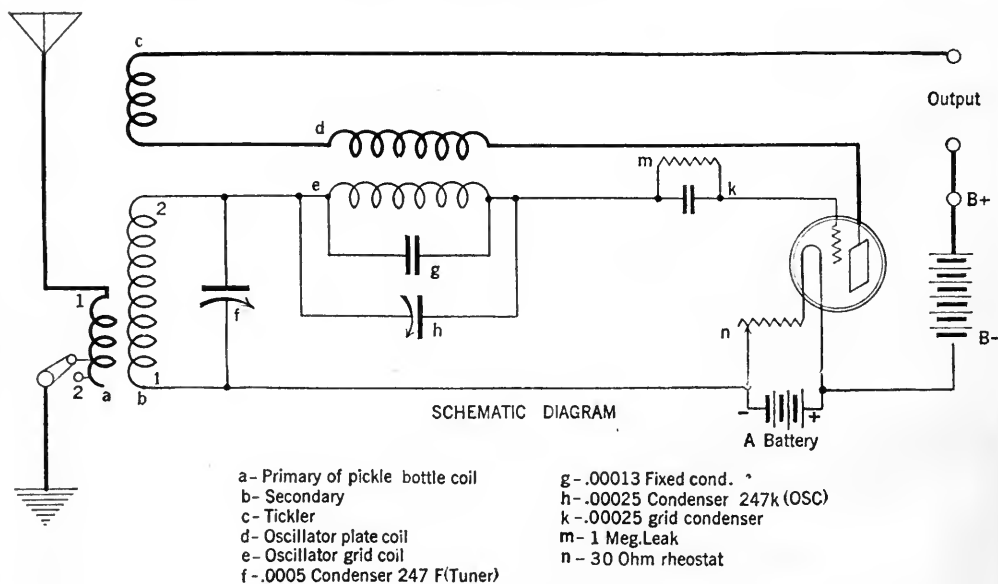 c
Output
d
m
k
e
2
B+
g
1
f
h
n
B-
2
a
b
1
SCHEMATIC DIAGRAM
- +
A Battery
a- Primary of pickle bottle coil
b- Secondary
c- Tickler
d- Oscillator plate coil
e- Oscillator grid coil
f-.0005 Condenser 247 F(Tuner)
g-.00013 Fixed cond.
h-.00025 Condenser 247k (OSC)
k-.00025 grid condenser
m- 1 Meg.Leak
n- 30 Ohm rheostat